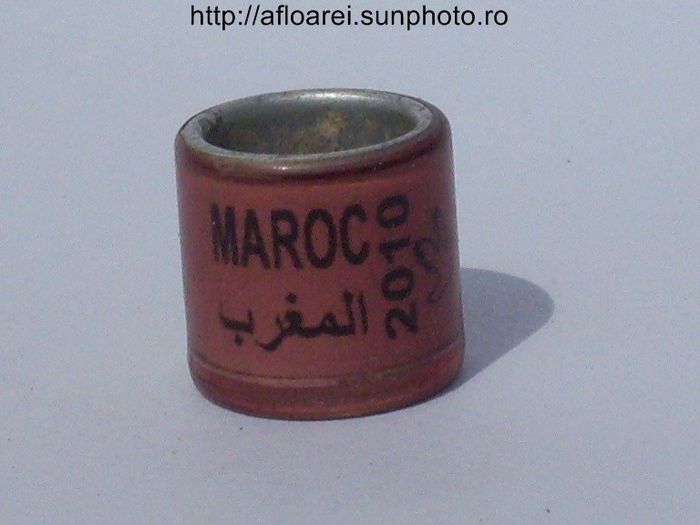 http://afloarei.sunphoto.ro
MAROC
المغرب
2010